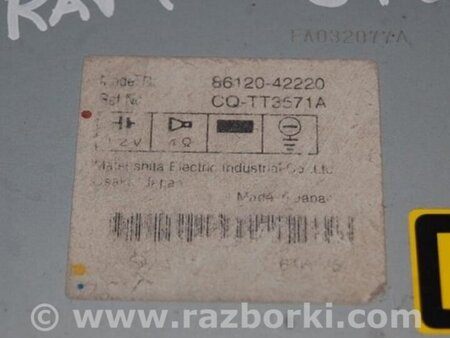 FA032077A
Model No. 86120-42220
Ref No. CQ-TT3571A
12V 4Ω
Matsushita Electric Industrial Co., Ltd.
Osaka Japan
Made in Japan
www.razborki.com